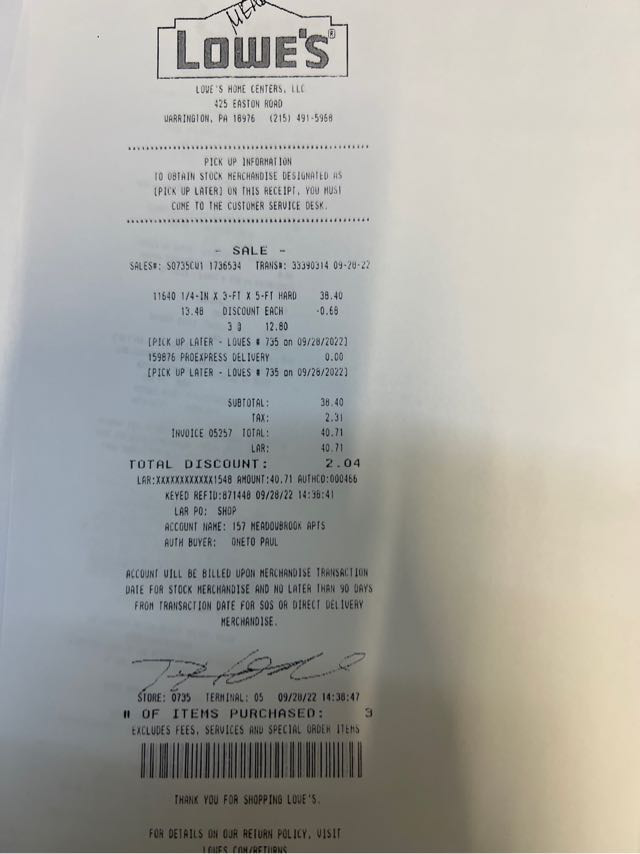 LOWE'S®
LOWE'S HOME CENTERS, LLC
425 EASTON ROAD
WARRINGTON, PA 18976 (215) 491-5968
PICK UP INFORMATION
TO OBTAIN STOCK MERCHANDISE DESIGNATED AS
[PICK UP LATER] ON THIS RECEIPT, YOU MUST
COME TO THE CUSTOMER SERVICE DESK.
- SALE -
SALES#: S0735CW1 1736534 TRANS#: 33390314 09-28-22
11640 1/4-IN X 3-FT X 5-FT HARD 38.40
13.48 DISCOUNT EACH -0.68
3 @ 12.80
[PICK UP LATER - LOWES # 735 on 09/28/2022]
159876 PROEXPRESS DELIVERY 0.00
[PICK UP LATER - LOWES # 735 on 09/28/2022]
SUBTOTAL: 38.40
TAX: 2.31
INVOICE 05257 TOTAL: 40.71
LAR: 40.71
TOTAL DISCOUNT: 2.04
LAR:XXXXXXXXXXXX1548 AMOUNT:40.71 AUTHCD:000466
KEYED REFID:871448 09/28/22 14:38:41
LAR PO: SHOP
ACCOUNT NAME: 157 MEADOWBROOK APTS
AUTH BUYER: ONETO PAUL
ACCOUNT WILL BE BILLED UPON MERCHANDISE TRANSACTION
DATE FOR STOCK MERCHANDISE AND NO LATER THAN 90 DAYS
FROM TRANSACTION DATE FOR SOS OR DIRECT DELIVERY
MERCHANDISE.
STORE: 0735 TERMINAL: 05 09/28/22 14:38:47
# OF ITEMS PURCHASED: 3
EXCLUDES FEES, SERVICES AND SPECIAL ORDER ITEMS
THANK YOU FOR SHOPPING LOWE'S.
FOR DETAILS ON OUR RETURN POLICY, VISIT
LOWES.COM/RETURNS